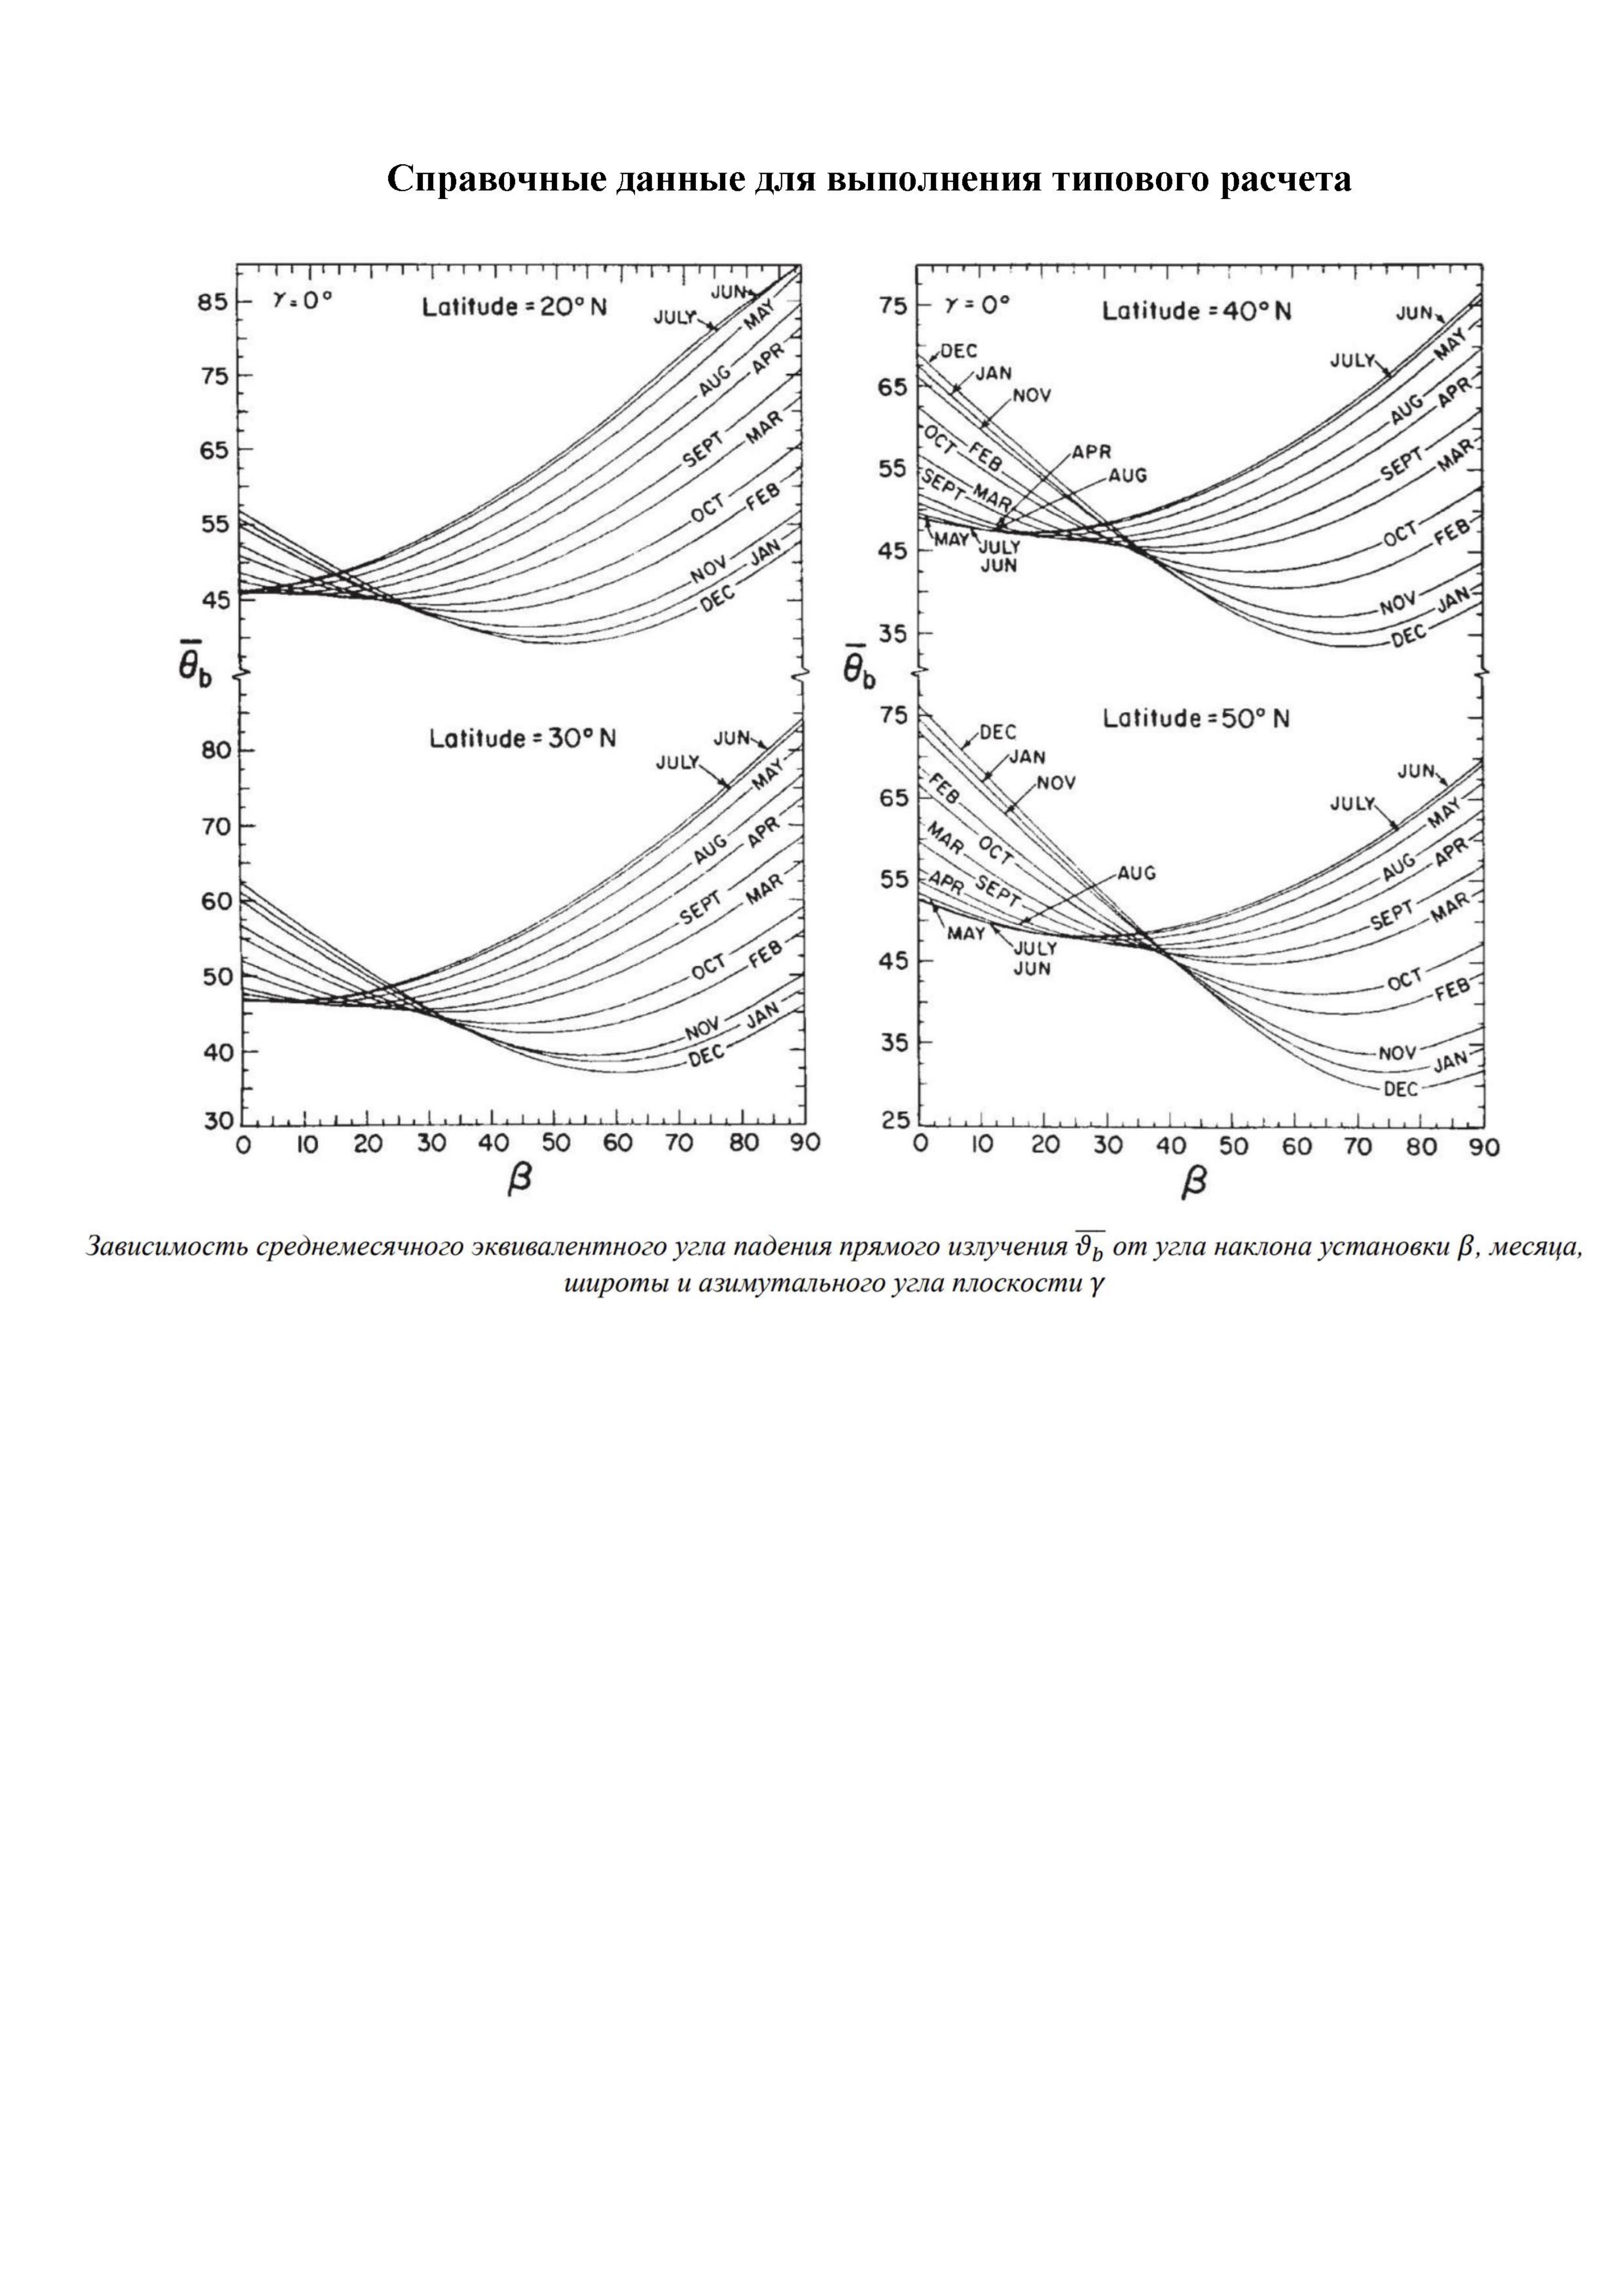 Справочные данные для выполнения типового расчета
γ = 0°
Latitude = 20° N
JUN
JULY
MAY
AUG
APR
SEPT
MAR
OCT
FEB
NOV
JAN
DEC
85
75
65
55
45
θ̅b
Latitude = 30° N
JUN
JULY
MAY
AUG
APR
SEPT
MAR
OCT
FEB
NOV
JAN
DEC
80
70
60
50
40
30
0 10 20 30 40 50 60 70 80 90
β
γ = 0°
Latitude = 40° N
JUN
JULY
MAY
DEC
JAN
NOV
OCT
FEB
APR
AUG
SEPT
MAR
MAY
JULY
JUN
AUG
APR
SEPT
MAR
OCT
FEB
NOV
JAN
DEC
75
65
55
45
35
θ̅b
Latitude = 50° N
DEC
JAN
NOV
FEB
MAR
OCT
APR
SEPT
AUG
MAY
JULY
JUN
JUN
JULY
MAY
AUG
APR
SEPT
MAR
OCT
FEB
NOV
JAN
DEC
75
65
55
45
35
25
0 10 20 30 40 50 60 70 80 90
β
Зависимость среднемесячного эквивалентного угла падения прямого излучения ϑ̅b от угла наклона установки β, месяца,
широты и азимутального угла плоскости γ